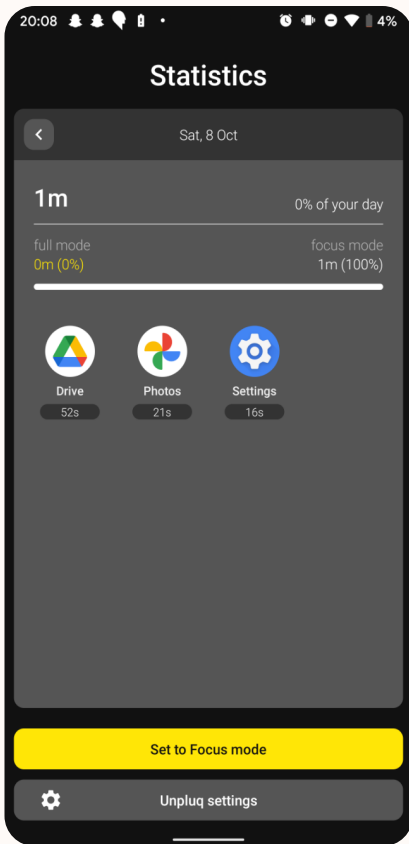 20:08 4%
Statistics
Sat, 8 Oct
1m 0% of your day
full mode focus mode
0m (0%) 1m (100%)
Drive Photos Settings
52s 21s 16s
Set to Focus mode
Unpluq settings